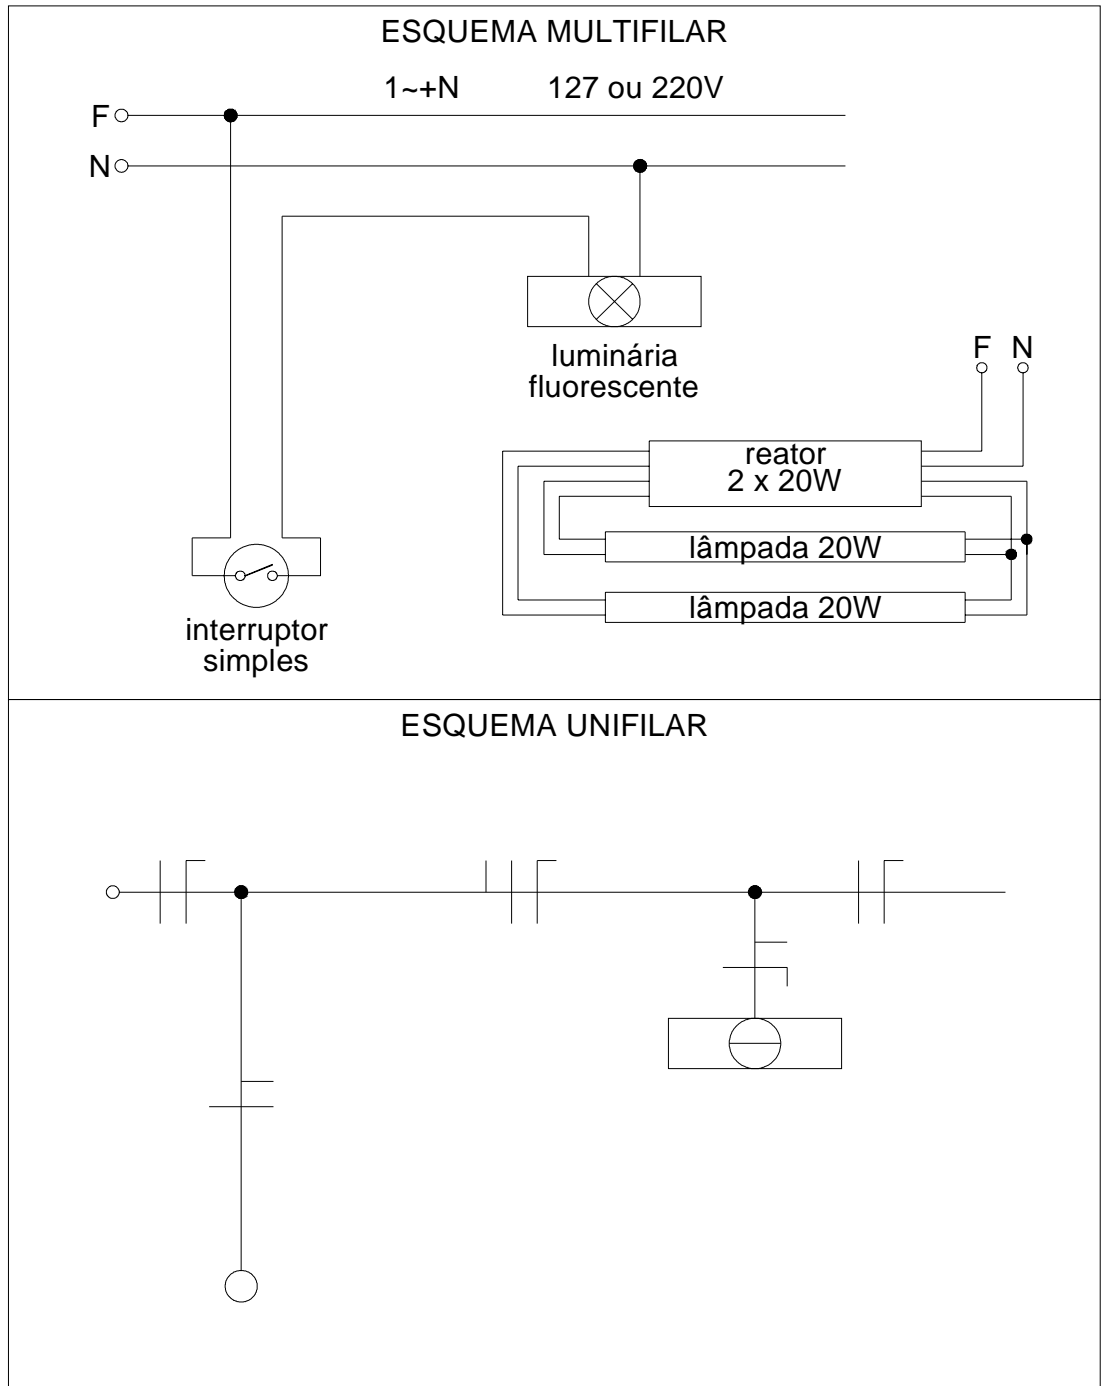 ESQUEMA MULTIFILAR
1~+N 127 ou 220V
F
N
luminária
fluorescente
F N
reator
2 x 20W
lâmpada 20W
lâmpada 20W
interruptor
simples
ESQUEMA UNIFILAR